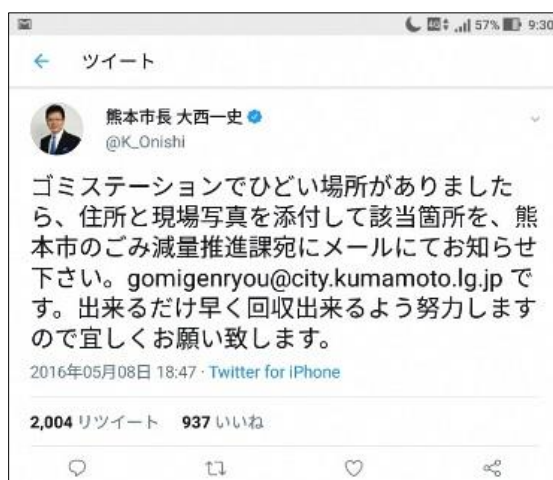 57% 9:30
ツイート
熊本市長 大西一史
@K_Onishi
ゴミステーションでひどい場所がありました
ら、住所と現場写真を添付して該当箇所を、熊
本市のごみ減量推進課宛にメールにてお知らせ
下さい。gomigenryou@city.kumamoto.lg.jp で
す。出来るだけ早く回収出来るよう努力します
ので宜しくお願い致します。
2016年05月08日 18:47 · Twitter for iPhone
2,004 リツイート 937 いいね